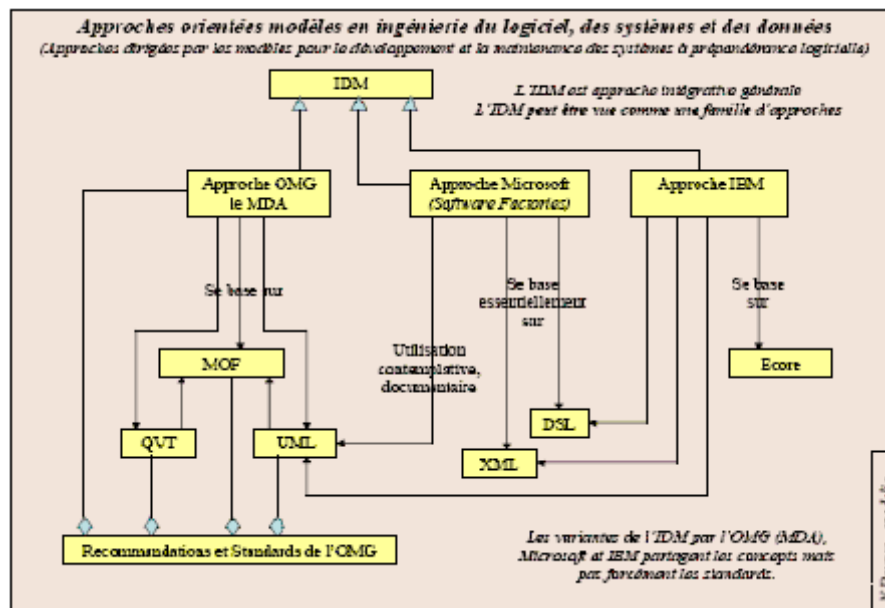 Approches orientées modèles en ingénierie du logiciel, des systèmes et des données
(Approches dirigées par les modèles pour le développement et la maintenance des systèmes à prépondérance logicielle)
IDM
L'IDM est approche intégrative générale
L'IDM peut être vue comme une famille d'approches
Approche OMG
le MDA
Approche Microsoft
(Software Factories)
Approche IBM
Se base sur
Se base
essentiellement
sur
Se base
sur
MOF
Utilisation
contemplative,
documentaire
Ecore
DSL
QVT
UML
XML
Recommandations et Standards de l'OMG
Les variantes de l'IDM par l'OMG (MDA),
Microsoft et IBM partagent les concepts mais
pas forcément les standards.